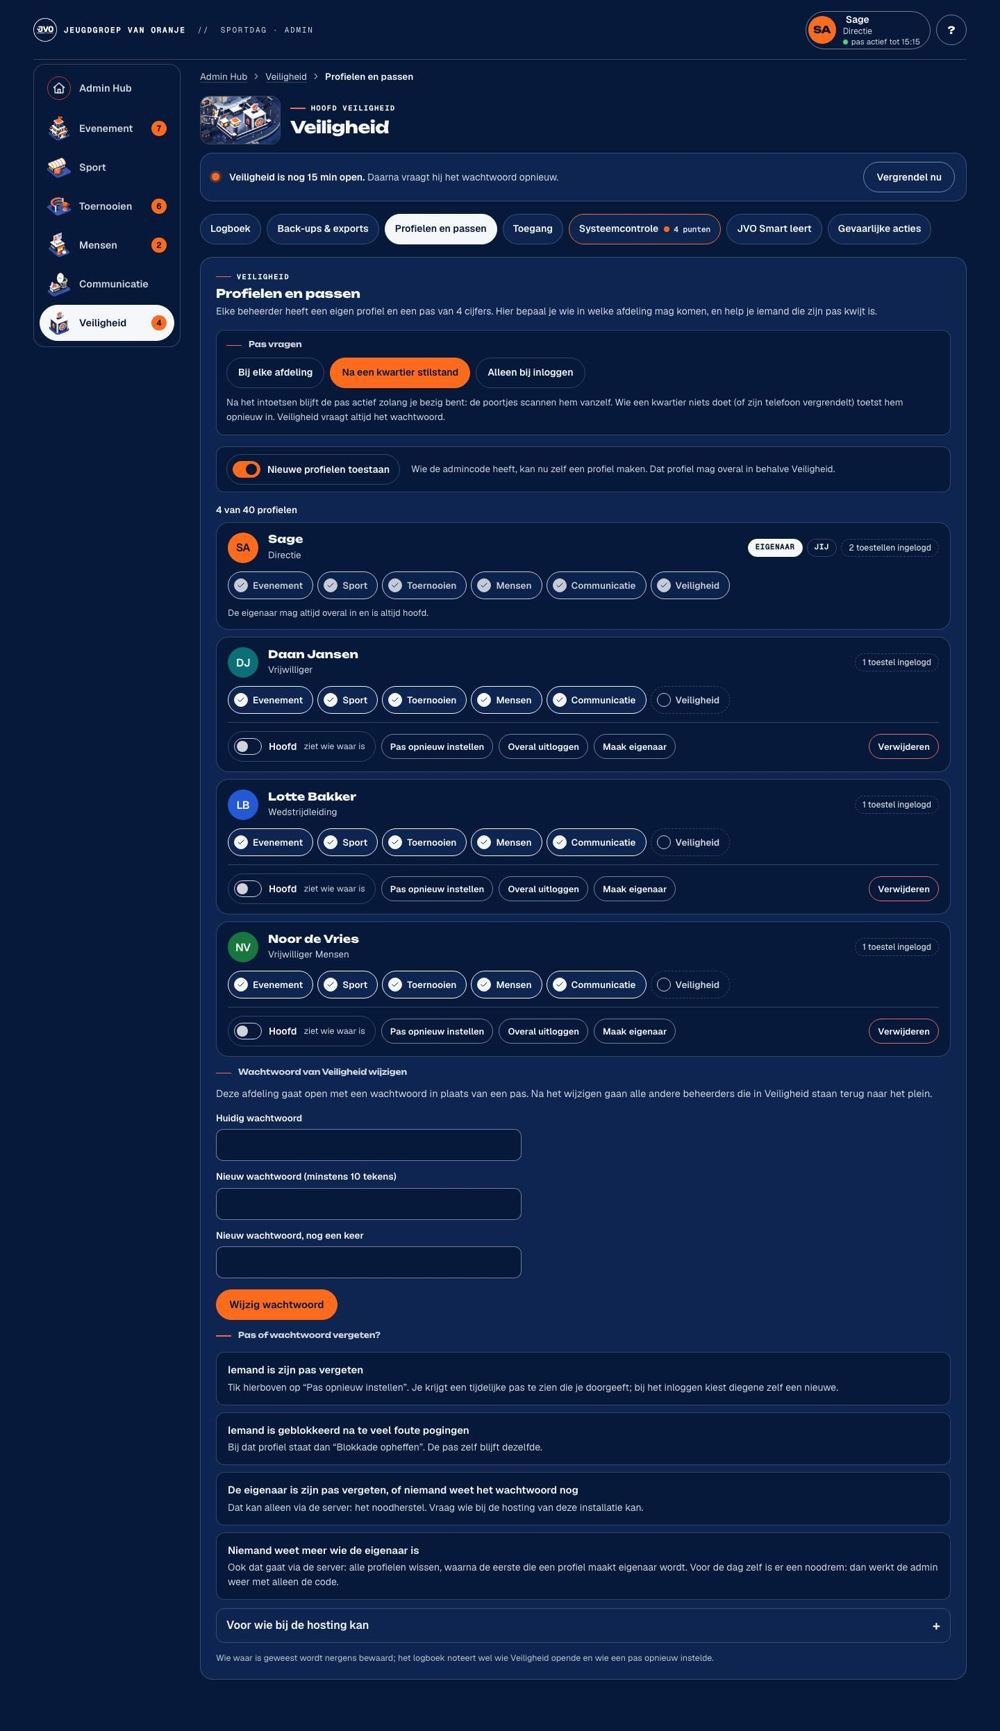 JVO JEUGDGROEP VAN ORANJE // SPORTDAG · ADMIN
SA
Sage
Directie
pas actief tot 15:15
?
Admin Hub
Evenement 7
Sport
Toernooien 6
Mensen 2
Communicatie
Veiligheid 4
Admin Hub > Veiligheid > Profielen en passen
HOOFD VEILIGHEID
Veiligheid
Veiligheid is nog 15 min open. Daarna vraagt hij het wachtwoord opnieuw.
Vergrendel nu
Logboek
Back-ups & exports
Profielen en passen
Toegang
Systeemcontrole 4 punten
JVO Smart leert
Gevaarlijke acties
VEILIGHEID
Profielen en passen
Elke beheerder heeft een eigen profiel en een pas van 4 cijfers. Hier bepaal je wie in welke afdeling mag komen, en help je iemand die zijn pas kwijt is.
Pas vragen
Bij elke afdeling
Na een kwartier stilstand
Alleen bij inloggen
Na het intoetsen blijft de pas actief zolang je bezig bent: de poortjes scannen hem vanzelf. Wie een kwartier niets doet (of zijn telefoon vergrendelt) toetst hem
opnieuw in. Veiligheid vraagt altijd het wachtwoord.
Nieuwe profielen toestaan
Wie de admincode heeft, kan nu zelf een profiel maken. Dat profiel mag overal in behalve Veiligheid.
4 van 40 profielen
SA
Sage
Directie
EIGENAAR
JIJ
2 toestellen ingelogd
Evenement
Sport
Toernooien
Mensen
Communicatie
Veiligheid
De eigenaar mag altijd overal in en is altijd hoofd.
DJ
Daan Jansen
Vrijwilliger
1 toestel ingelogd
Evenement
Sport
Toernooien
Mensen
Communicatie
Veiligheid
Hoofd ziet wie waar is
Pas opnieuw instellen
Overal uitloggen
Maak eigenaar
Verwijderen
LB
Lotte Bakker
Wedstrijdleiding
1 toestel ingelogd
Evenement
Sport
Toernooien
Mensen
Communicatie
Veiligheid
Hoofd ziet wie waar is
Pas opnieuw instellen
Overal uitloggen
Maak eigenaar
Verwijderen
NV
Noor de Vries
Vrijwilliger Mensen
1 toestel ingelogd
Evenement
Sport
Toernooien
Mensen
Communicatie
Veiligheid
Hoofd ziet wie waar is
Pas opnieuw instellen
Overal uitloggen
Maak eigenaar
Verwijderen
Wachtwoord van Veiligheid wijzigen
Deze afdeling gaat open met een wachtwoord in plaats van een pas. Na het wijzigen gaan alle andere beheerders die in Veiligheid staan terug naar het plein.
Huidig wachtwoord
Nieuw wachtwoord (minstens 10 tekens)
Nieuw wachtwoord, nog een keer
Wijzig wachtwoord
Pas of wachtwoord vergeten?
Iemand is zijn pas vergeten
Tik hierboven op “Pas opnieuw instellen”. Je krijgt een tijdelijke pas te zien die je doorgeeft; bij het inloggen kiest diegene zelf een nieuwe.
Iemand is geblokkeerd na te veel foute pogingen
Bij dat profiel staat dan “Blokkade opheffen”. De pas zelf blijft dezelfde.
De eigenaar is zijn pas vergeten, of niemand weet het wachtwoord nog
Dat kan alleen via de server: het noodherstel. Vraag wie bij de hosting van deze installatie kan.
Niemand weet meer wie de eigenaar is
Ook dat gaat via de server: alle profielen wissen, waarna de eerste die een profiel maakt eigenaar wordt. Voor de dag zelf is er een noodrem: dan werkt de admin
weer met alleen de code.
Voor wie bij de hosting kan +
Wie waar is geweest wordt nergens bewaard; het logboek noteert wel wie Veiligheid opende en wie een pas opnieuw instelde.